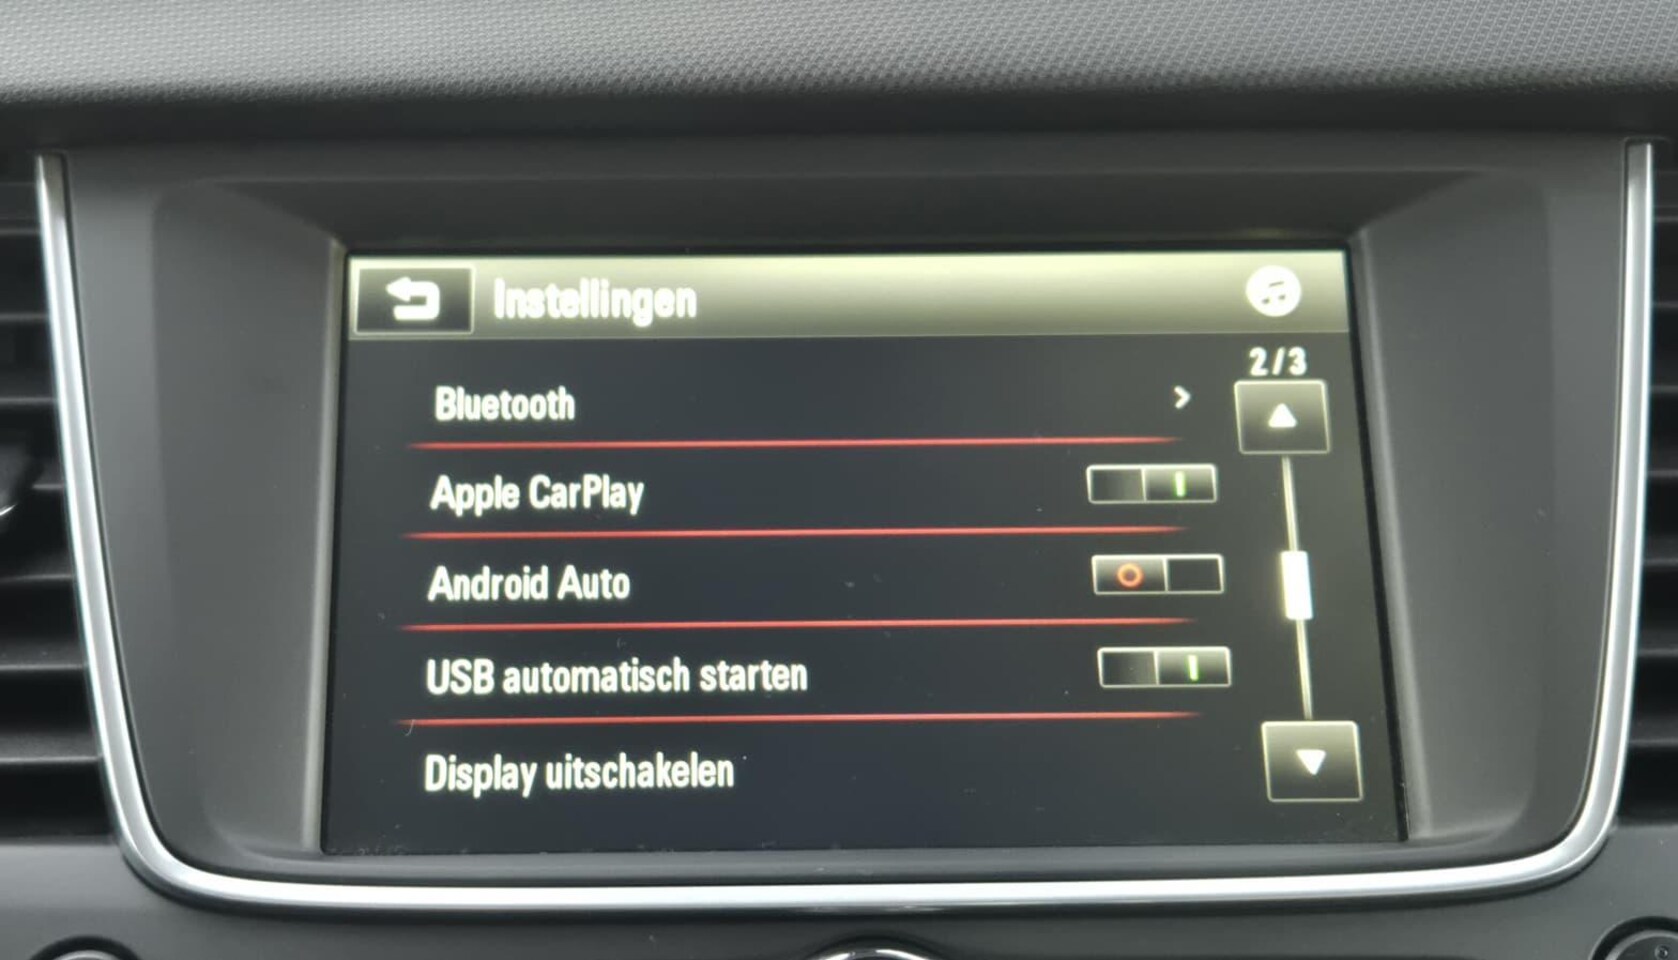 Instellingen
2/3
Bluetooth
Apple CarPlay
Android Auto
USB automatisch starten
Display uitschakelen